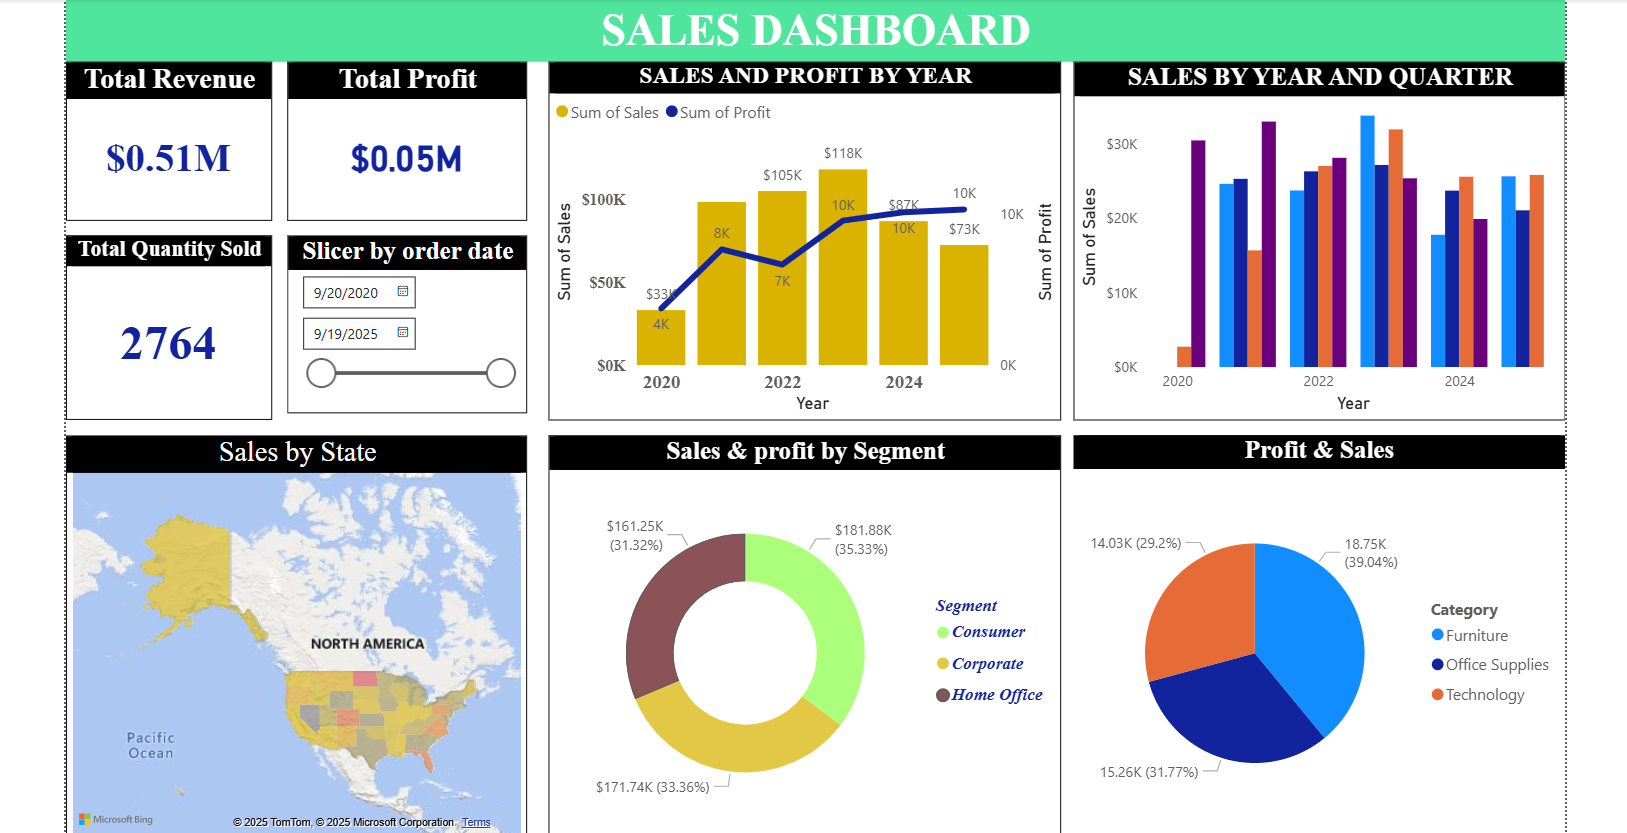 SALES DASHBOARD
Total Revenue
$0.51M
Total Profit
$0.05M
Total Quantity Sold
2764
Slicer by order date
9/20/2020
9/19/2025
SALES AND PROFIT BY YEAR
Sum of Sales
Sum of Profit
$118K
$105K
$100K
10K
10K
$87K
10K
10K
8K
$73K
7K
$50K
$33K
4K
$0K
0K
2020
2022
2024
Year
Sum of Sales
Sum of Profit
SALES BY YEAR AND QUARTER
$30K
$20K
$10K
$0K
2020
2022
2024
Year
Sum of Sales
Sales by State
NORTH AMERICA
Pacific
Ocean
Microsoft Bing
© 2025 TomTom, © 2025 Microsoft Corporation Terms
Sales & profit by Segment
$161.25K
(31.32%)
$181.88K
(35.33%)
$171.74K (33.36%)
Segment
Consumer
Corporate
Home Office
Profit & Sales
14.03K (29.2%)
18.75K
(39.04%)
15.26K (31.77%)
Category
Furniture
Office Supplies
Technology